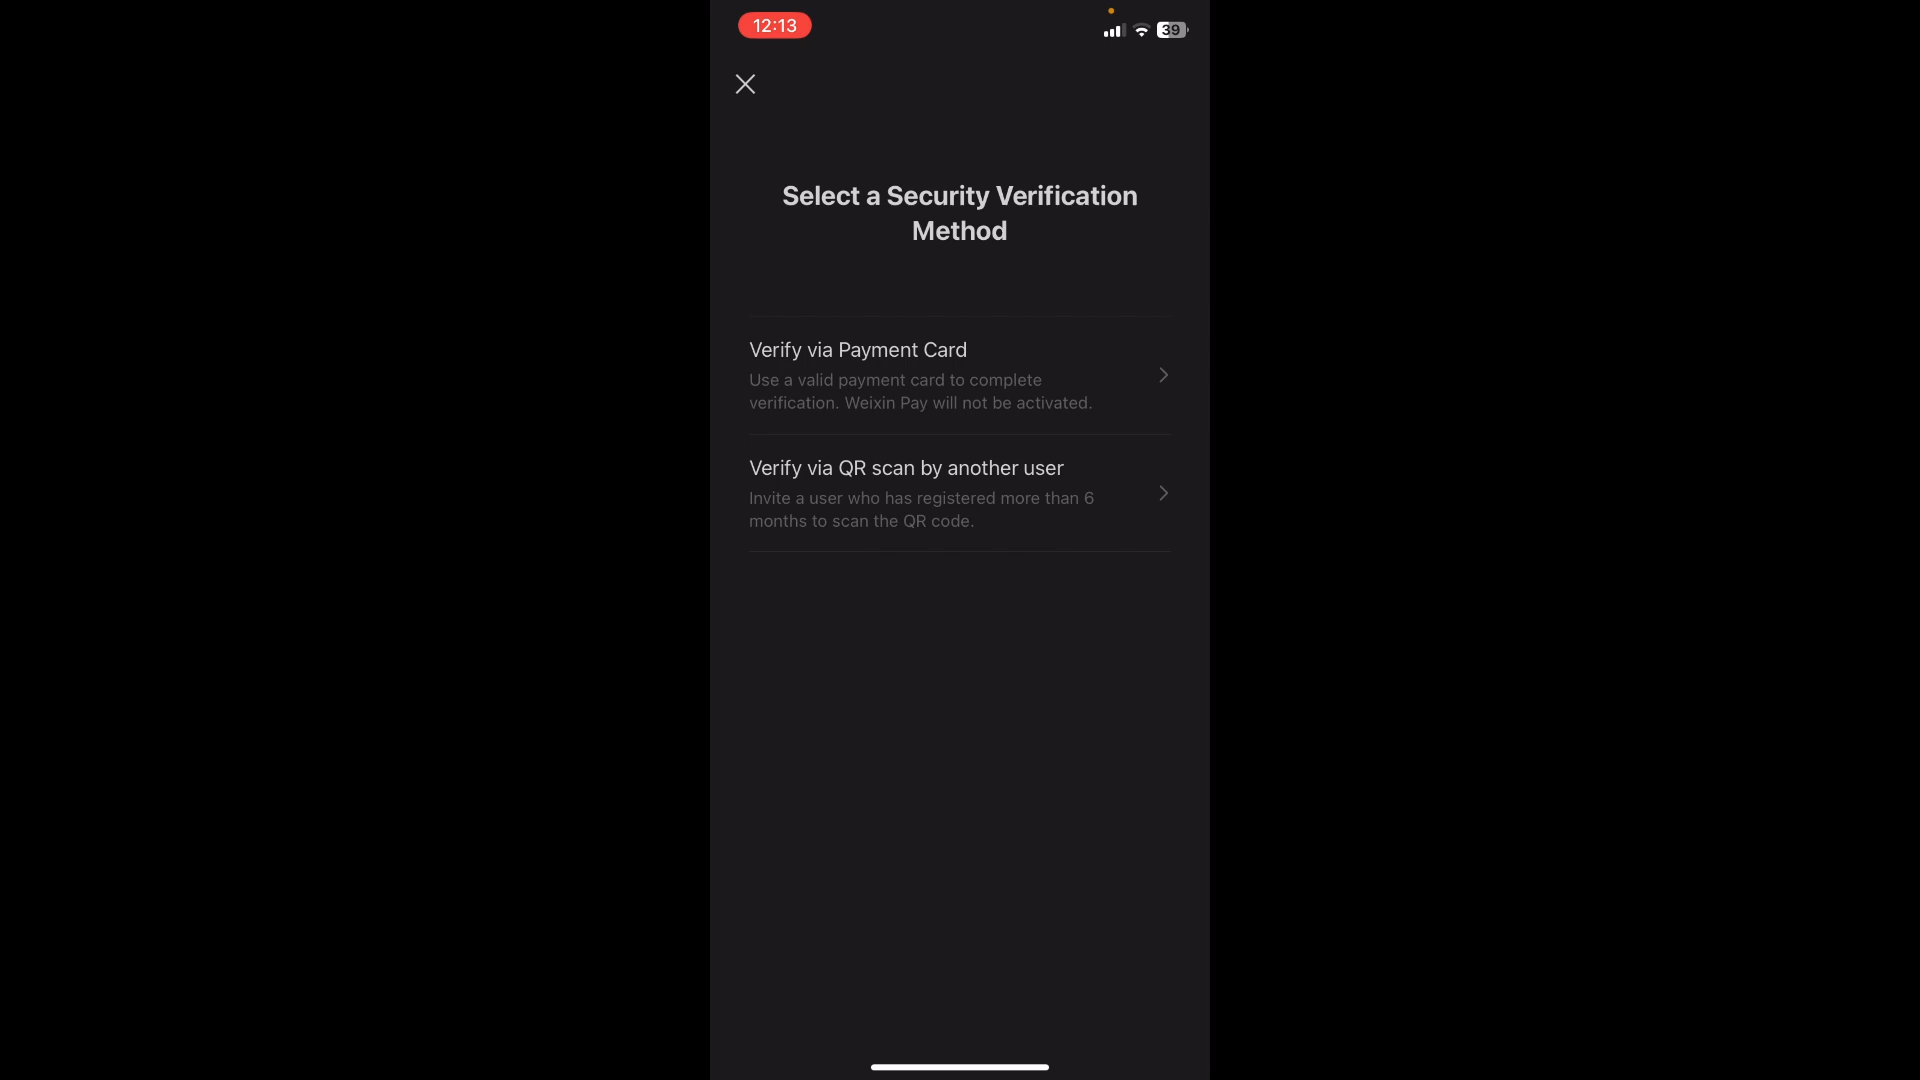 12:13
39
Select a Security Verification
Method
Verify via Payment Card
Use a valid payment card to complete
verification. Weixin Pay will not be activated.
Verify via QR scan by another user
Invite a user who has registered more than 6
months to scan the QR code.